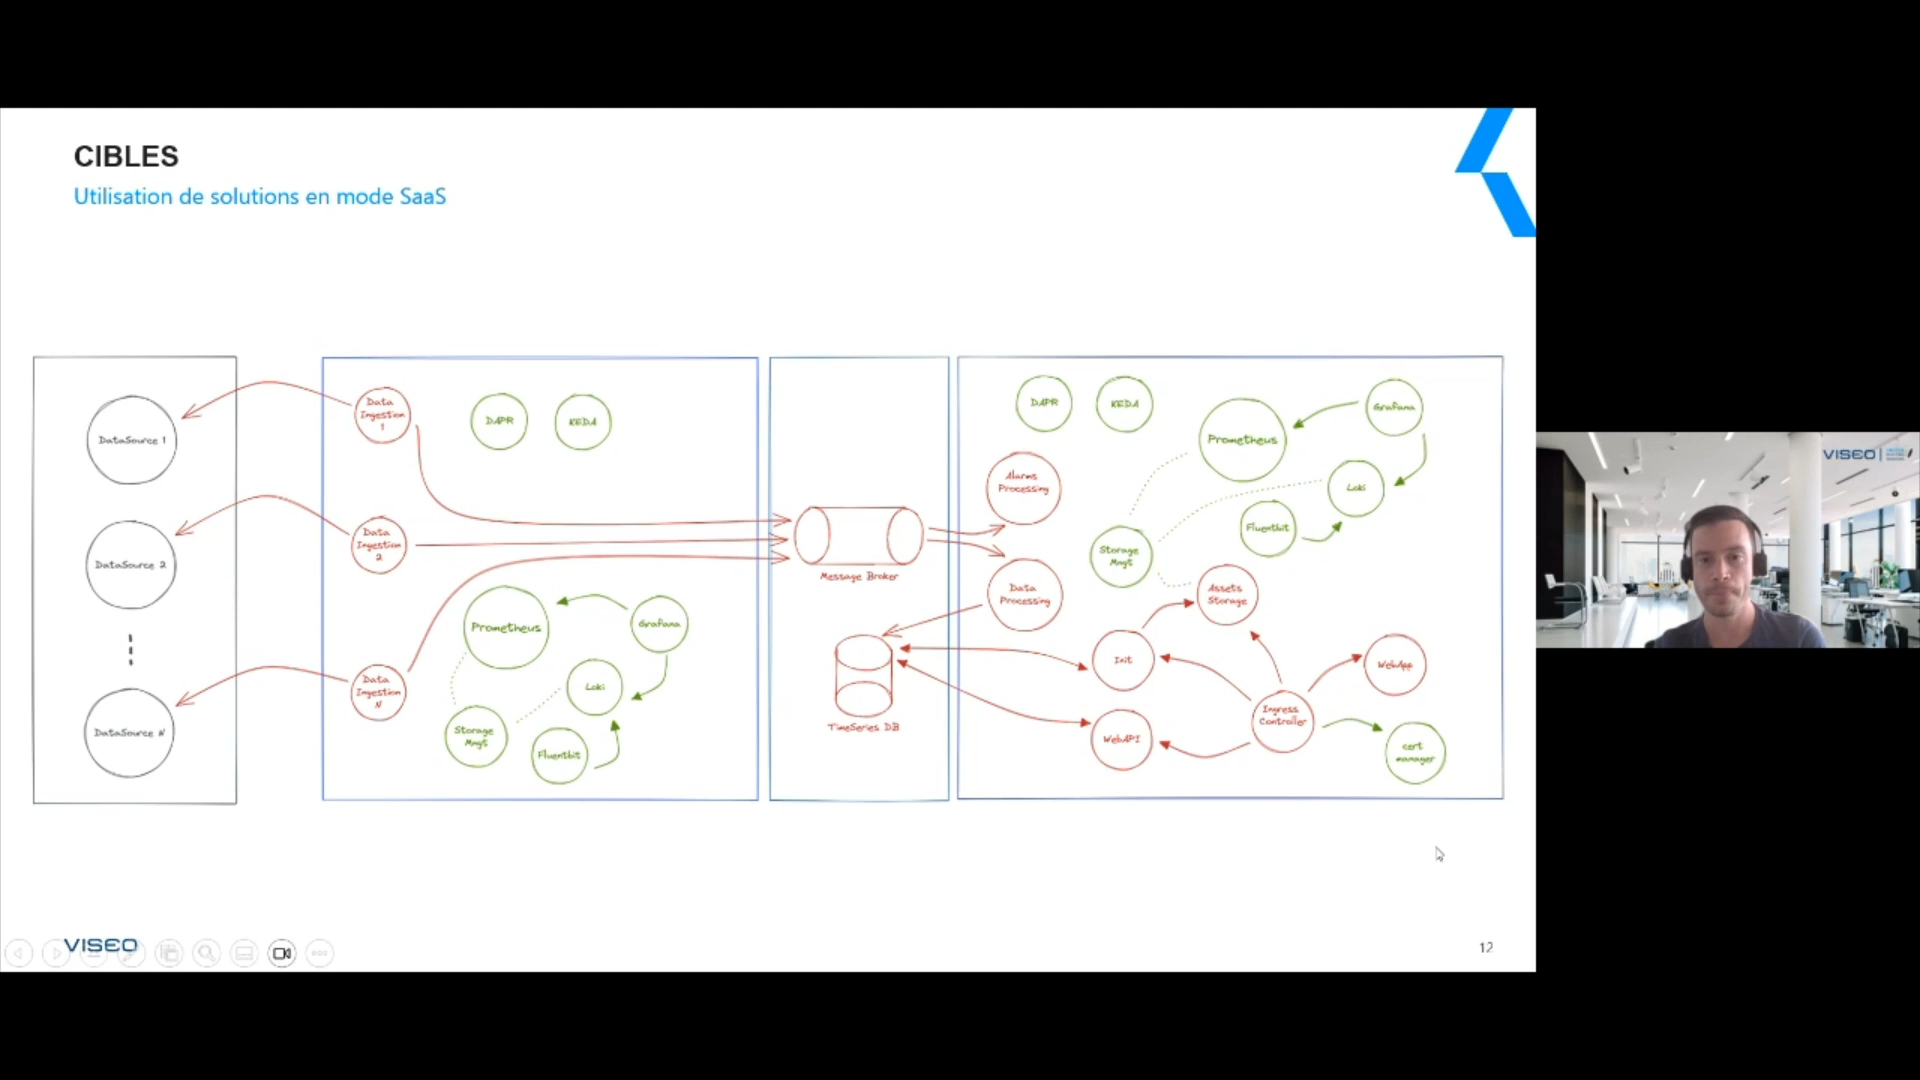 CIBLES
Utilisation de solutions en mode SaaS
DataSource 1
DataSource 2
DataSource N
Data
Ingestion
1
Data
Ingestion
2
Data
Ingestion
N
DAPR
KEDA
Prometheus
Grafana
Loki
Storage
Mngt
Fluentbit
Message Broker
TimeSeries DB
DAPR
KEDA
Alarms
Processing
Data
Processing
Prometheus
Grafana
Loki
Fluentbit
Storage
Mngt
Assets
Storage
Init
WebAPI
Ingress
Controller
WebApp
cert
manager
VISEO
12
VISEO